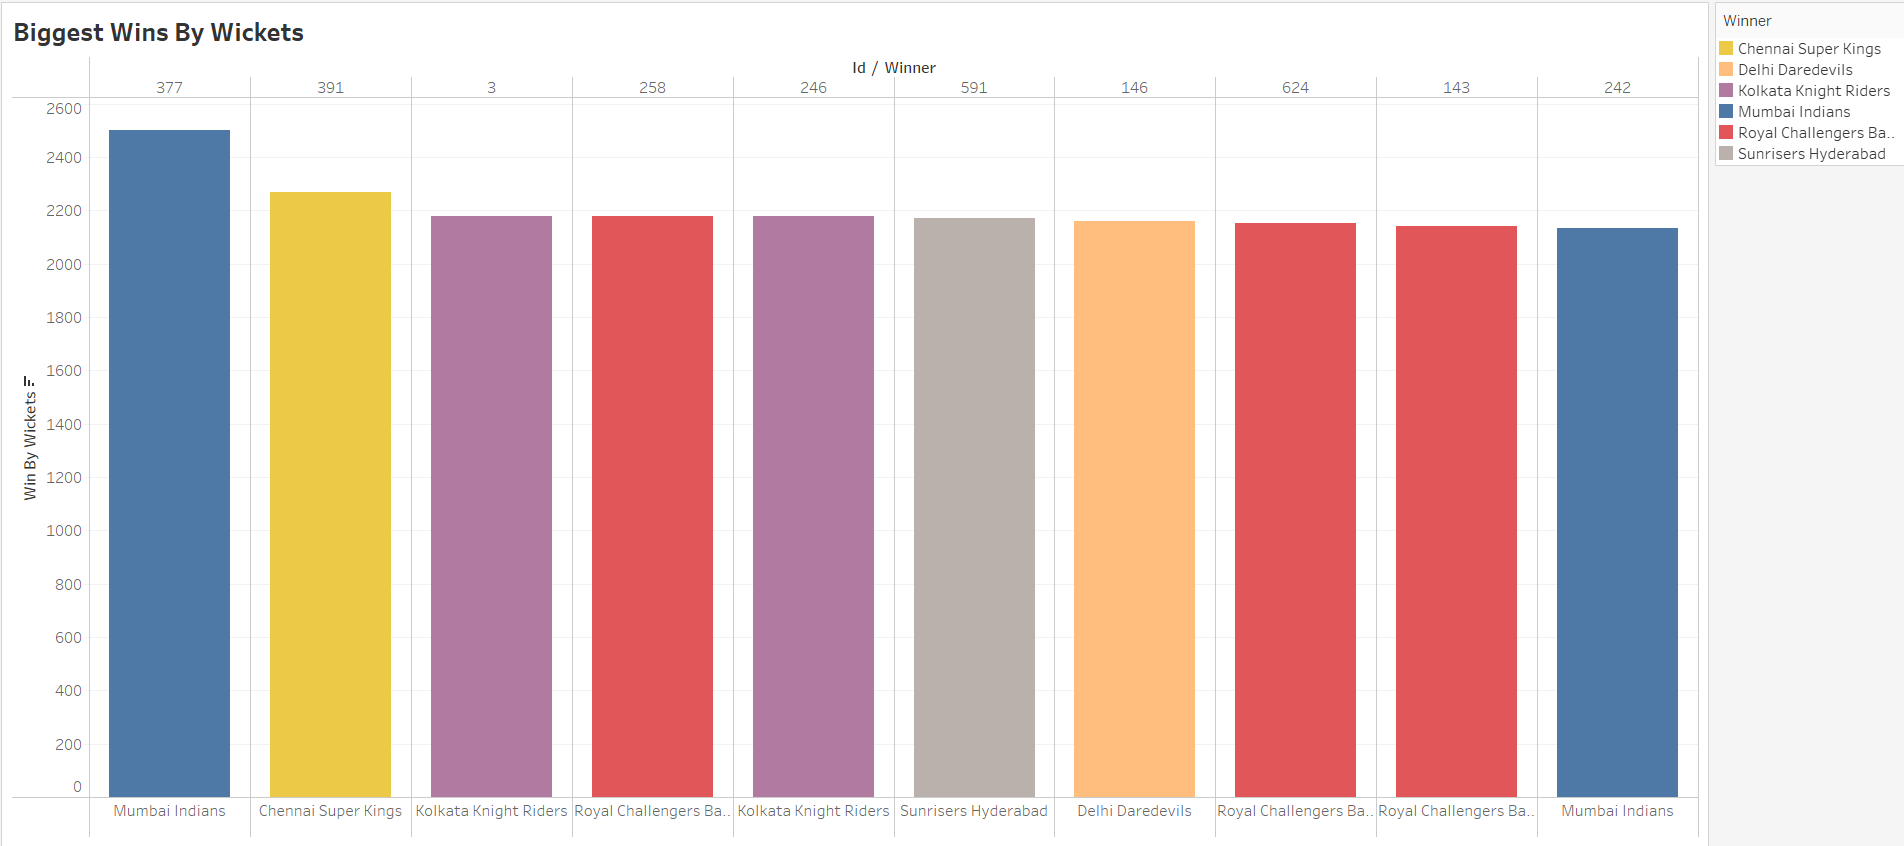 Biggest Wins By Wickets
Id / Winner
377 391 3 258 246 591 146 624 143 242
2600
2400
2200
2000
1800
1600
1400
1200
1000
800
600
400
200
0
Win By Wickets
Mumbai Indians Chennai Super Kings Kolkata Knight Riders Royal Challengers Ba.. Kolkata Knight Riders Sunrisers Hyderabad Delhi Daredevils Royal Challengers Ba.. Royal Challengers Ba.. Mumbai Indians
Winner
Chennai Super Kings
Delhi Daredevils
Kolkata Knight Riders
Mumbai Indians
Royal Challengers Ba..
Sunrisers Hyderabad